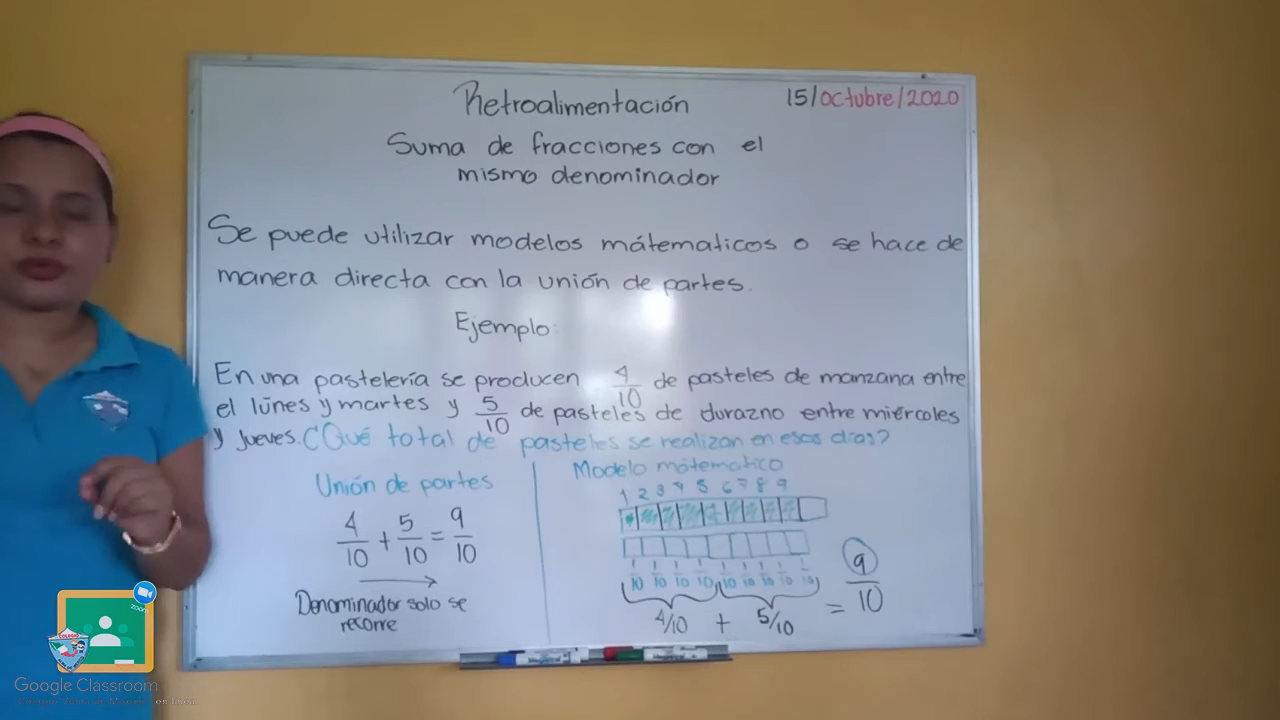 Retroalimentación
15/octubre/2020
Suma de fracciones con el
mismo denominador
Se puede utilizar modelos mátematicos o se hace de
manera directa con la unión de partes.
Ejemplo:
En una pastelería se producen 4/10 de pasteles de manzana entre
el lúnes y martes y 5/10 de pasteles de durazno entre miércoles
y jueves. ¿Qué total de pasteles se realizan en esos días?
Unión de partes
4/10 + 5/10 = 9/10
Denominador solo se
recorre
Modelo mátematico
1 2 3 4 5 6 7 8 9
1/10 1/10 1/10 1/10 1/10 1/10 1/10 1/10 1/10
4/10 + 5/10 = 9/10
zoom
COLEGIO
Google Classroom